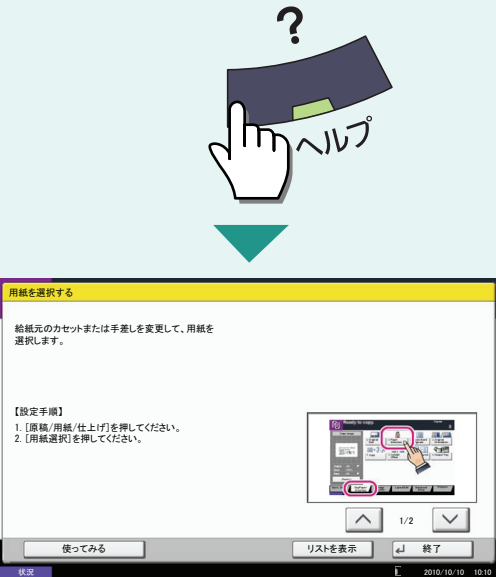 ?
ヘルプ
用紙を選択する
給紙元のカセットまたは手差しを変更して、用紙を
選択します。
【設定手順】
1. [原稿/用紙/仕上げ]を押してください。
2. [用紙選択]を押してください。
Ready to copy.
1/2
使ってみる
リストを表示
終了
状況
2010/10/10 10:10